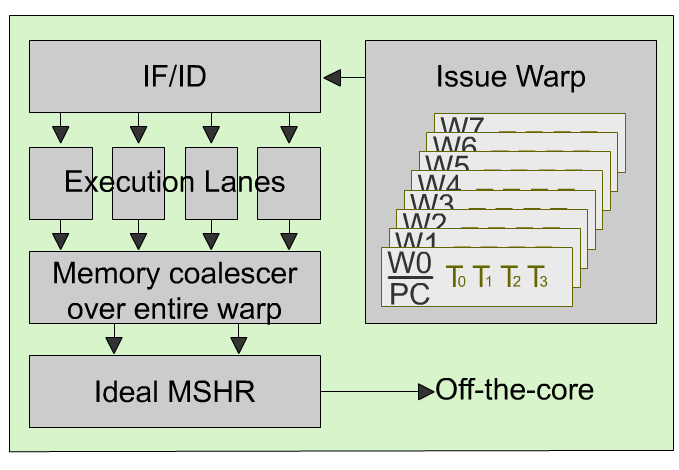 IF/ID
Issue Warp
W7
W6
W5
W4
W3
W2
W1
W0
PC
T0 T1 T2 T3
Execution Lanes
Memory coalescer
over entire warp
Ideal MSHR
Off-the-core